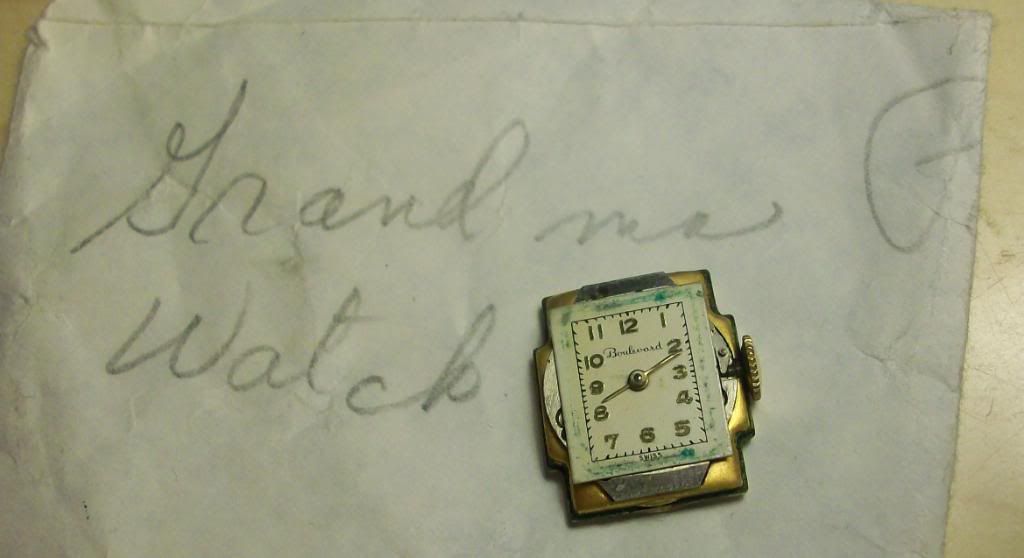 Grand ma
Watch
11 12 1
Boulevard
10 2
9 3
8 4
7 6 5
SWISS